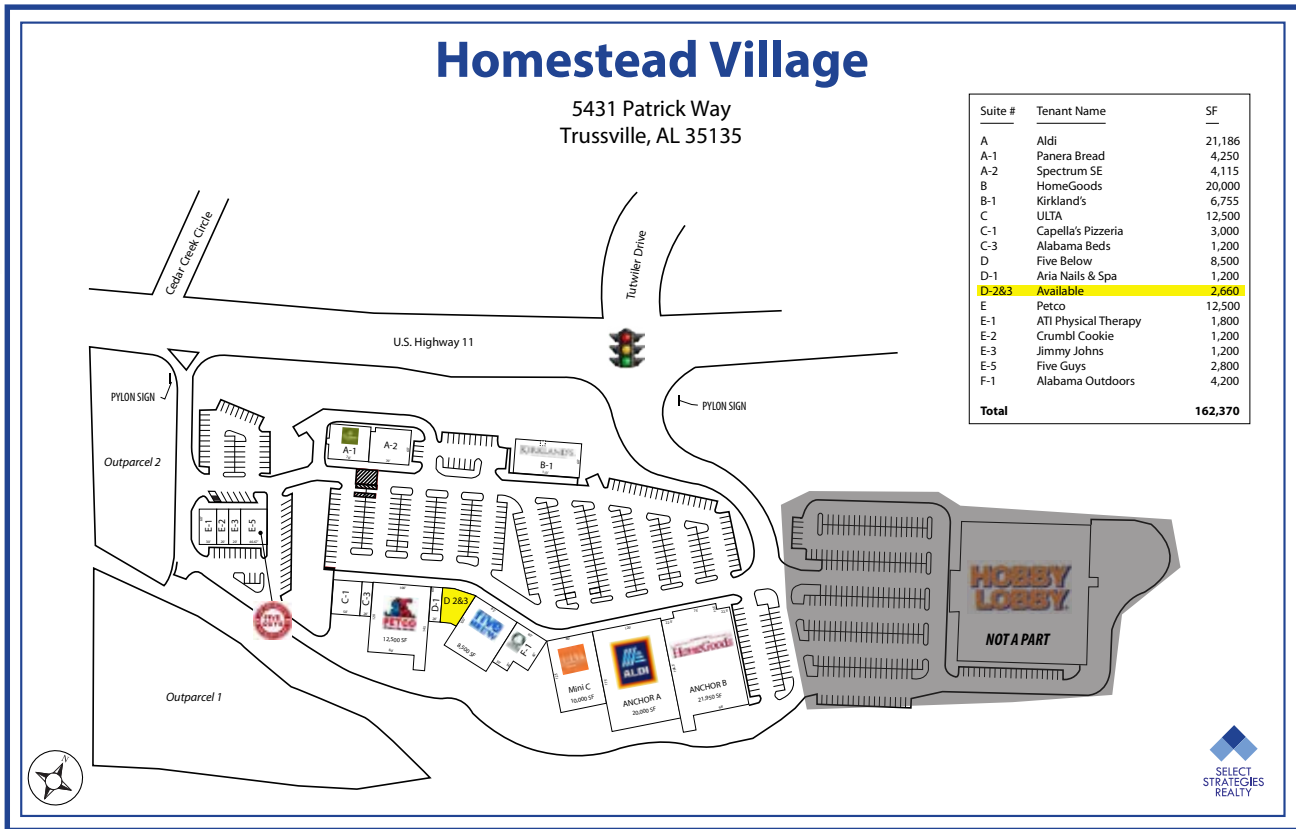 Homestead Village
5431 Patrick Way
Trussville, AL 35135
Suite # Tenant Name SF
A Aldi 21,186
A-1 Panera Bread 4,250
A-2 Spectrum SE 4,115
B HomeGoods 20,000
B-1 Kirkland's 6,755
C ULTA 12,500
C-1 Capella's Pizzeria 3,000
C-3 Alabama Beds 1,200
D Five Below 8,500
D-1 Aria Nails & Spa 1,200
D-2&3 Available 2,660
E Petco 12,500
E-1 ATI Physical Therapy 1,800
E-2 Crumbl Cookie 1,200
E-3 Jimmy Johns 1,200
E-5 Five Guys 2,800
F-1 Alabama Outdoors 4,200
Total 162,370
Cedar Creek Circle
Tutwiler Drive
U.S. Highway 11
PYLON SIGN
PYLON SIGN
Outparcel 2
A-1
A-2
KIRKLAND'S
B-1
E-1
E-2
E-3
E-5
FIVE GUYS
C-1
C-3
PETCO
12,500 SF
D-1
D 2&3
five BELOW
8,500 SF
F-1
ULTA
Mini C
10,000 SF
ALDI
ANCHOR A
20,000 SF
HomeGoods
ANCHOR B
21,950 SF
HOBBY
LOBBY
NOT A PART
Outparcel 1
N
SELECT
STRATEGIES
REALTY